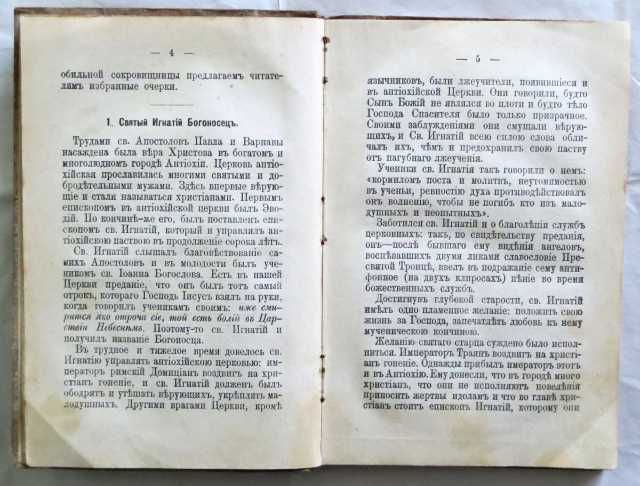 — 4 —
обильной сокровищницы предлагаемъ читате-
лямъ избранные очерки.
1. Святый Игнатій Богоносецъ.
Трудами св. Апостоловъ Павла и Варнавы
насаждена была вѣра Христова въ богатомъ и
многолюдномъ городѣ Антіохіи. Церковь антіо-
хійская прославилась многими святыми и до-
бродѣтельными мужами. Здѣсь впервые вѣрую-
щіе и стали называться христіанами. Первымъ
епископомъ въ антіохійской церкви былъ Эво-
дій. По кончинѣ-же его, былъ поставленъ еписко-
помъ св. Игнатій, который и управлялъ антіо-
хійскою паствою въ продолженіе сорока лѣтъ.
Св. Игнатій слышалъ благовѣствованіе са-
михъ Апостоловъ и въ молодости былъ уче-
никомъ св. Іоанна Богослова. Есть въ нашей
Церкви преданіе, что онъ былъ тотъ самый
отрокъ, котораго Господь Іисусъ взялъ на руки,
когда говорилъ ученикамъ своимъ: иже сми-
рится яко отроча сіе, той есть болій въ Цар-
ствіи Небеснѣмъ. Поэтому-то св. Игнатій и
получилъ названіе Богоносца.
Въ трудное и тяжелое время довелось св.
Игнатію управлять антіохійскою церковью: им-
ператоръ римскій Домиціанъ воздвигъ на хри-
стіанъ гоненіе, и св. Игнатій долженъ былъ
ободрять и утѣшать вѣрующихъ, укрѣплять ма-
лодушныхъ. Другими врагами Церкви, кромѣ
— 5 —
язычниковъ, были лжеучители, появившіеся и
въ антіохійской Церкви. Они говорили, будто
Сынъ Божій не являлся во плоти и будто тѣло
Господа Спасителя было только призрачное.
Своими заблужденіями они смущали вѣрую-
щихъ, и Св. Игнатій всею силою слова обли-
чалъ ихъ, чѣмъ и предохранилъ свою паству
отъ пагубнаго лжеученія.
Ученики св. Игнатія такъ говорили о немъ:
«кормиломъ поста и молитвъ, неутомимостью
въ ученьи, ревностію духа противодѣйствовалъ
онъ волненію, чтобы не погибъ кто изъ мало-
душныхъ и неопытныхъ».
Заботился св. Игнатій и о благолѣпіи службъ
церковныхъ: такъ, по свидѣтельству преданія,
онъ—послѣ бывшаго ему видѣнія ангеловъ,
воспѣвавшихъ двумя ликами славословіе Пре-
святой Троицѣ, ввелъ въ подражаніе сему антифон-
ное (на двухъ клиросахъ) пѣніе во время
божественныхъ службъ.
Достигнувъ глубокой старости, св. Игнатій
имѣлъ одно пламенное желаніе: положить свою
жизнь за Господа, запечатлѣть любовь къ нему
мученическою кончиною.
Желанію святаго старца суждено было испол-
ниться. Императоръ Траянъ воздвигъ на христі-
анъ гоненіе. Однажды прибылъ императоръ этотъ
и въ Антіохію. Ему донесли, что въ городѣ много
христіанъ, что они не исполняютъ повелѣнія
приносить жертвы идоламъ и что во главѣ хри-
стіанъ стоитъ епископъ Игнатій, которому они